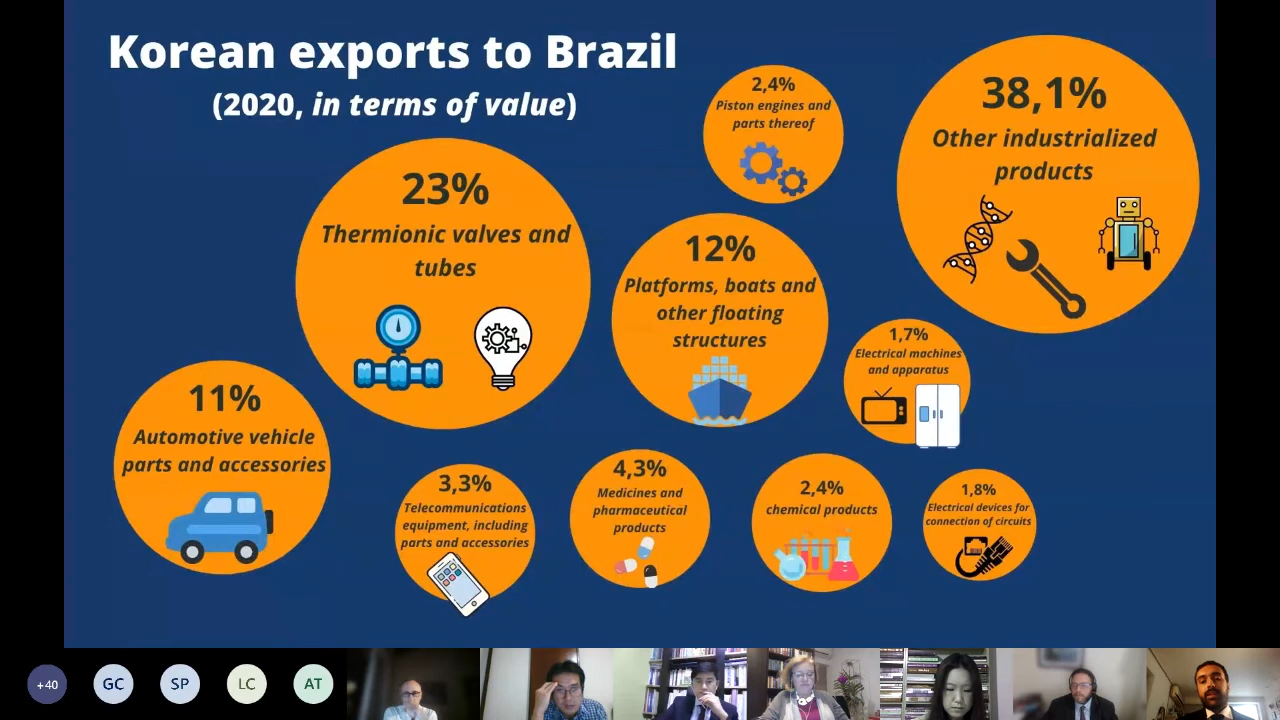 Korean exports to Brazil
(2020, in terms of value)
2,4%
Piston engines and
parts thereof
38,1%
Other industrialized
products
23%
Thermionic valves and
tubes
12%
Platforms, boats and
other floating
structures
1,7%
Electrical machines
and apparatus
11%
Automotive vehicle
parts and accessories
3,3%
Telecommunications
equipment, including
parts and accessories
4,3%
Medicines and
pharmaceutical
products
2,4%
chemical products
1,8%
Electrical devices for
connection of circuits
+40
GC
SP
LC
AT